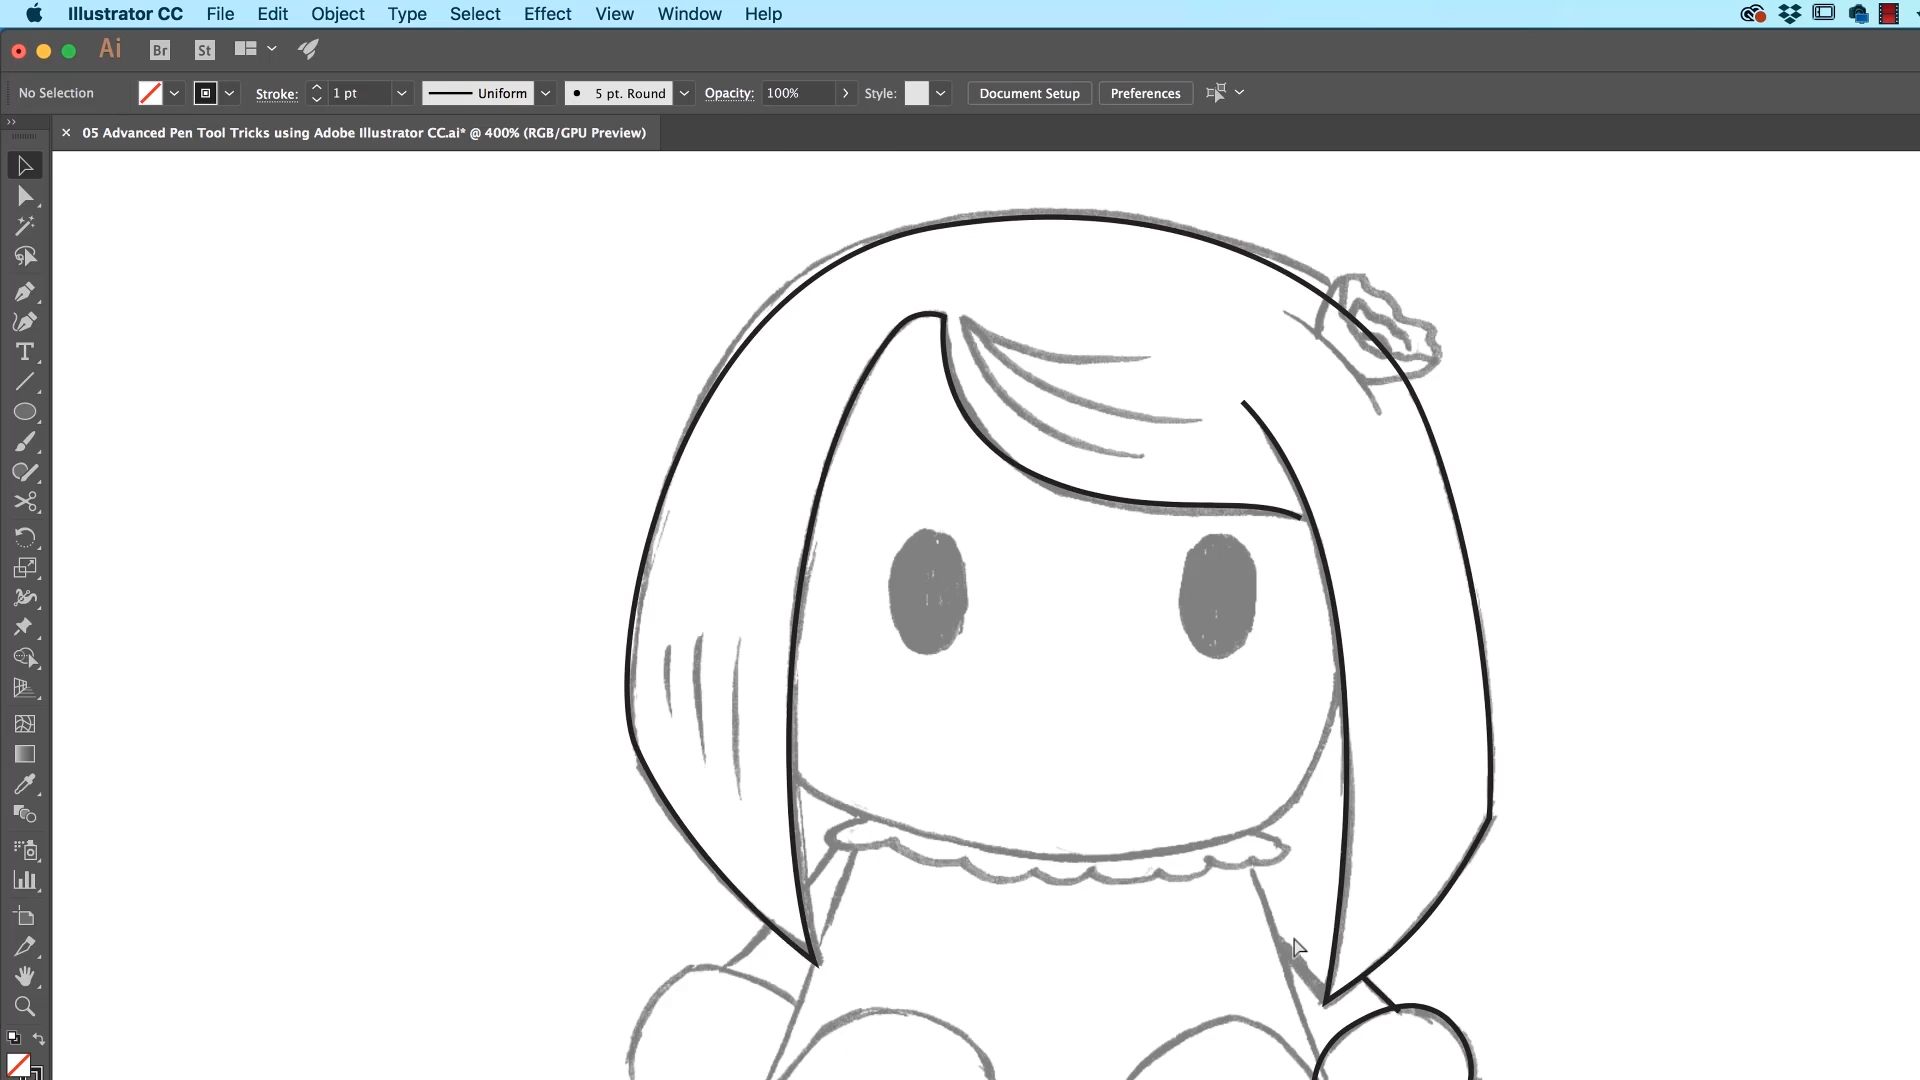 Illustrator CC File Edit Object Type Select Effect View Window Help
Ai Br St
No Selection Stroke: 1 pt Uniform 5 pt. Round Opacity: 100% Style: Document Setup Preferences
05 Advanced Pen Tool Tricks using Adobe Illustrator CC.ai* @ 400% (RGB/GPU Preview)